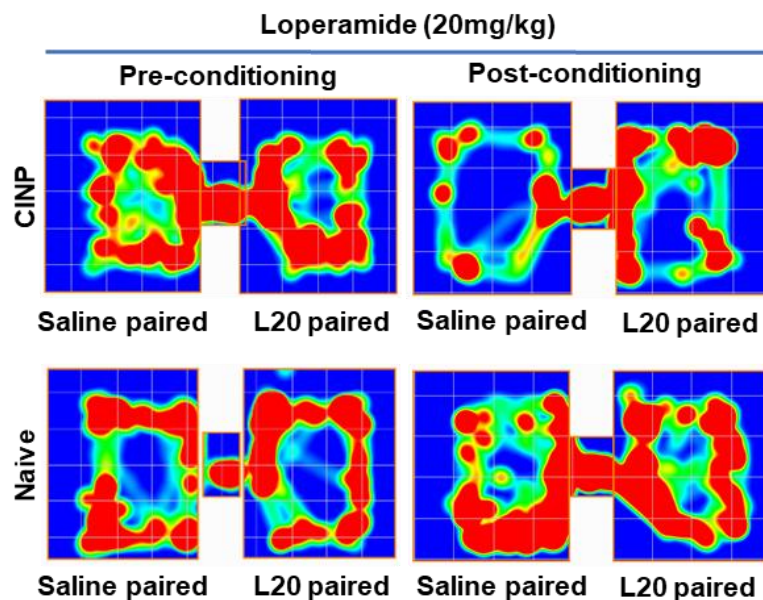 Loperamide (20mg/kg)
Pre-conditioning Post-conditioning
CINP
Saline paired L20 paired Saline paired L20 paired
Naive
Saline paired L20 paired Saline paired L20 paired